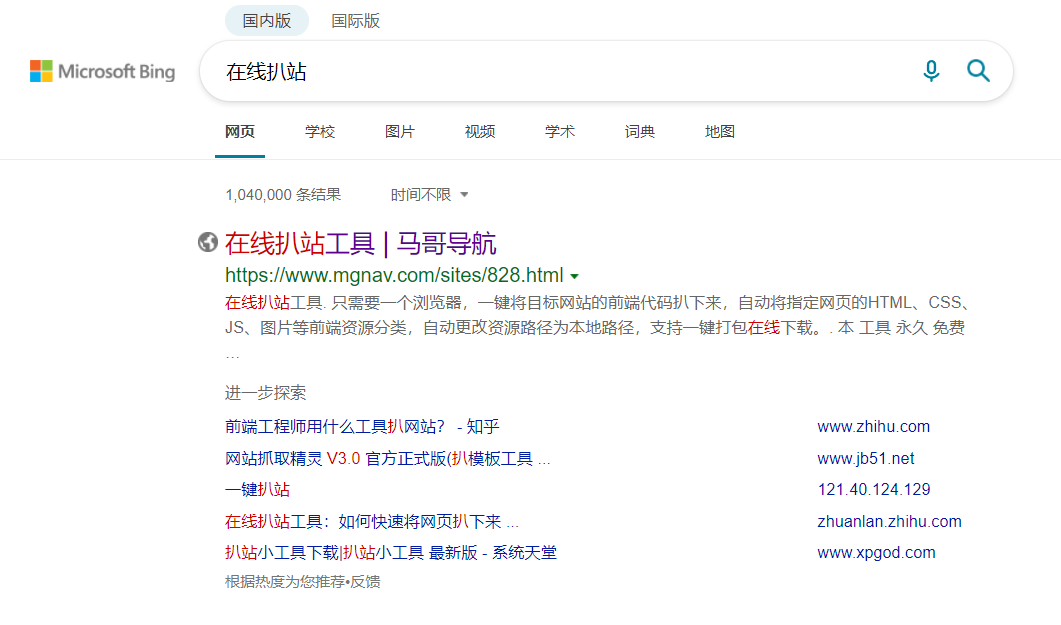 国内版 国际版
Microsoft Bing
在线扒站
网页 学校 图片 视频 学术 词典 地图
1,040,000 条结果 时间不限
在线扒站工具 | 马哥导航
https://www.mgnav.com/sites/828.html
在线扒站工具. 只需要一个浏览器，一键将目标网站的前端代码扒下来，自动将指定网页的HTML、CSS、
JS、图片等前端资源分类，自动更改资源路径为本地路径，支持一键打包在线下载。. 本 工具 永久 免费
...
进一步探索
前端工程师用什么工具扒网站？ - 知乎 www.zhihu.com
网站抓取精灵 V3.0 官方正式版(扒模板工具 ... www.jb51.net
一键扒站 121.40.124.129
在线扒站工具：如何快速将网页扒下来 ... zhuanlan.zhihu.com
扒站小工具下载|扒站小工具 最新版 - 系统天堂 www.xpgod.com
根据热度为您推荐•反馈